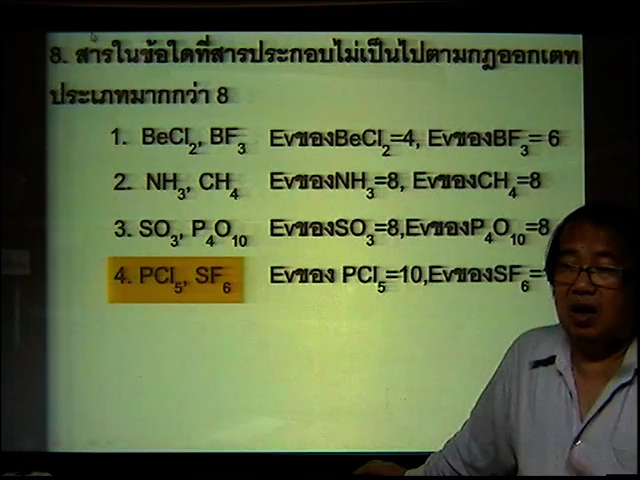 8. สารในข้อใดที่สารประกอบไม่เป็นไปตามกฎออกเตท
ประเภทมากกว่า 8
1. BeCl2, BF3 Evของ BeCl2=4, Evของ BF3= 6
2. NH3, CH4 Evของ NH3=8, Evของ CH4=8
3. SO3, P4O10 Evของ SO3=8,Evของ P4O10=8
4. PCl5, SF6 Evของ PCl5=10,Evของ SF6=